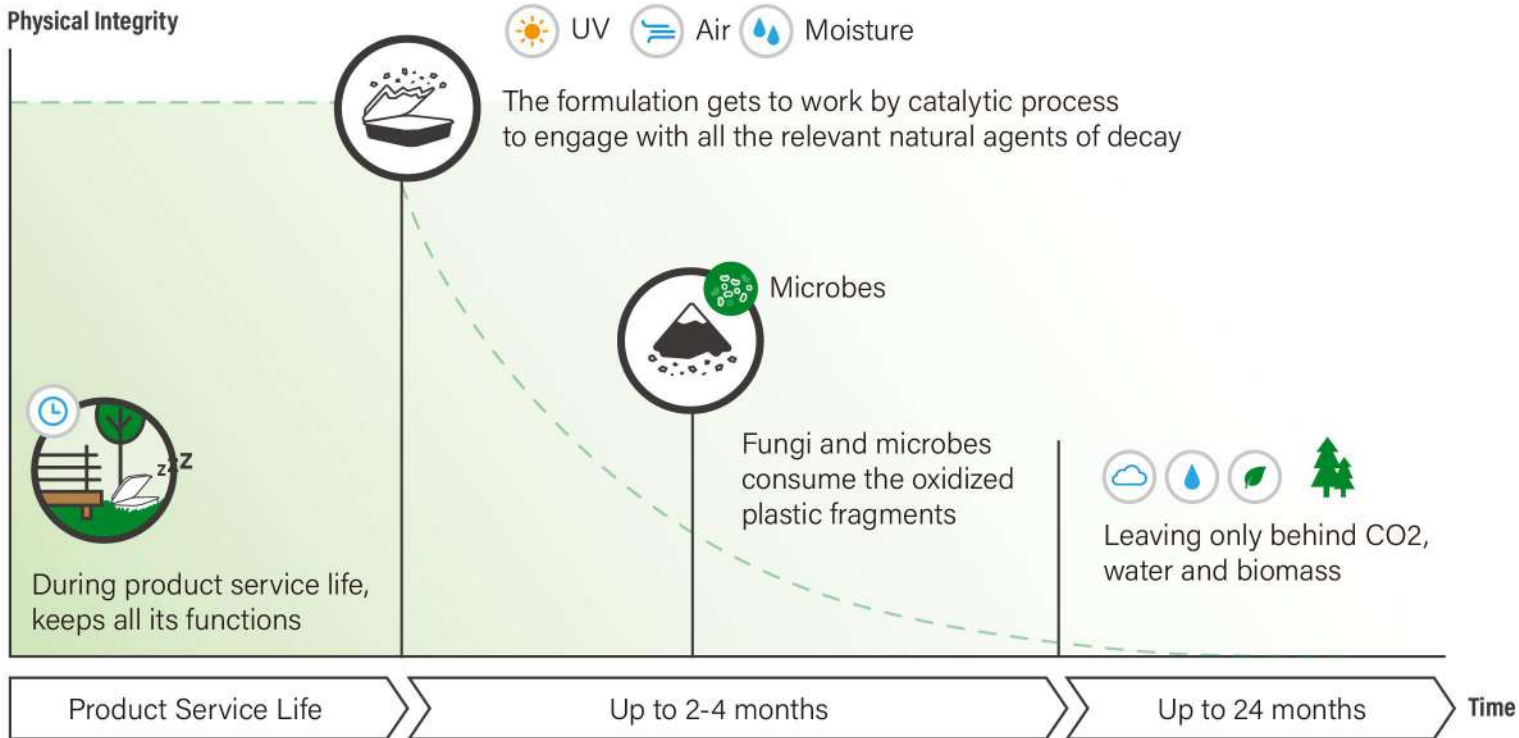 Physical Integrity
UV
Air
Moisture
The formulation gets to work by catalytic process
to engage with all the relevant natural agents of decay
Microbes
zzZ
Fungi and microbes
consume the oxidized
plastic fragments
During product service life,
keeps all its functions
Leaving only behind CO2,
water and biomass
Product Service Life
Up to 2-4 months
Up to 24 months
Time